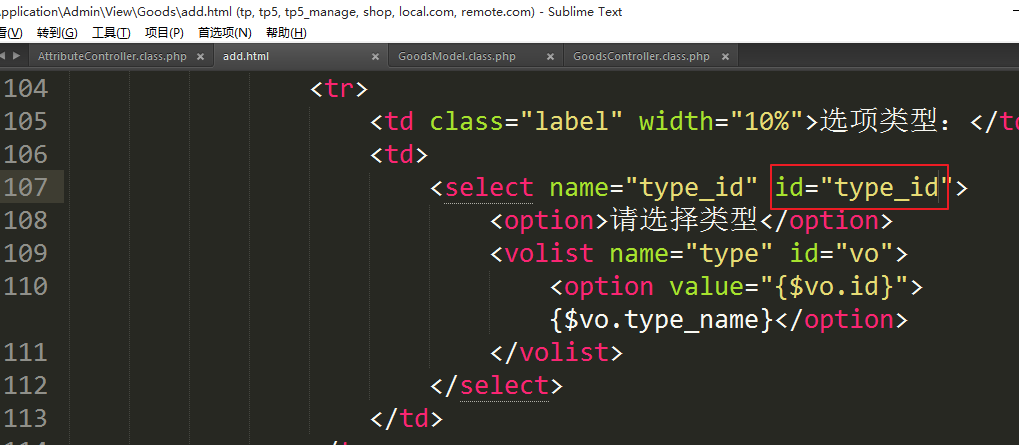 Application\Admin\View\Goods\add.html (tp, tp5, tp5_manage, shop, local.com, remote.com) - Sublime Text
看(V) 转到(G) 工具(T) 项目(P) 首选项(N) 帮助(H)
AttributeController.class.php × add.html × GoodsModel.class.php × GoodsController.class.php ×
104 <tr>
105 <td class="label" width="10%">选项类型：</td
106 <td>
107 <select name="type_id" id="type_id">
108 <option>请选择类型</option>
109 <volist name="type" id="vo">
110 <option value="{$vo.id}">
{$vo.type_name}</option>
111 </volist>
112 </select>
113 </td>